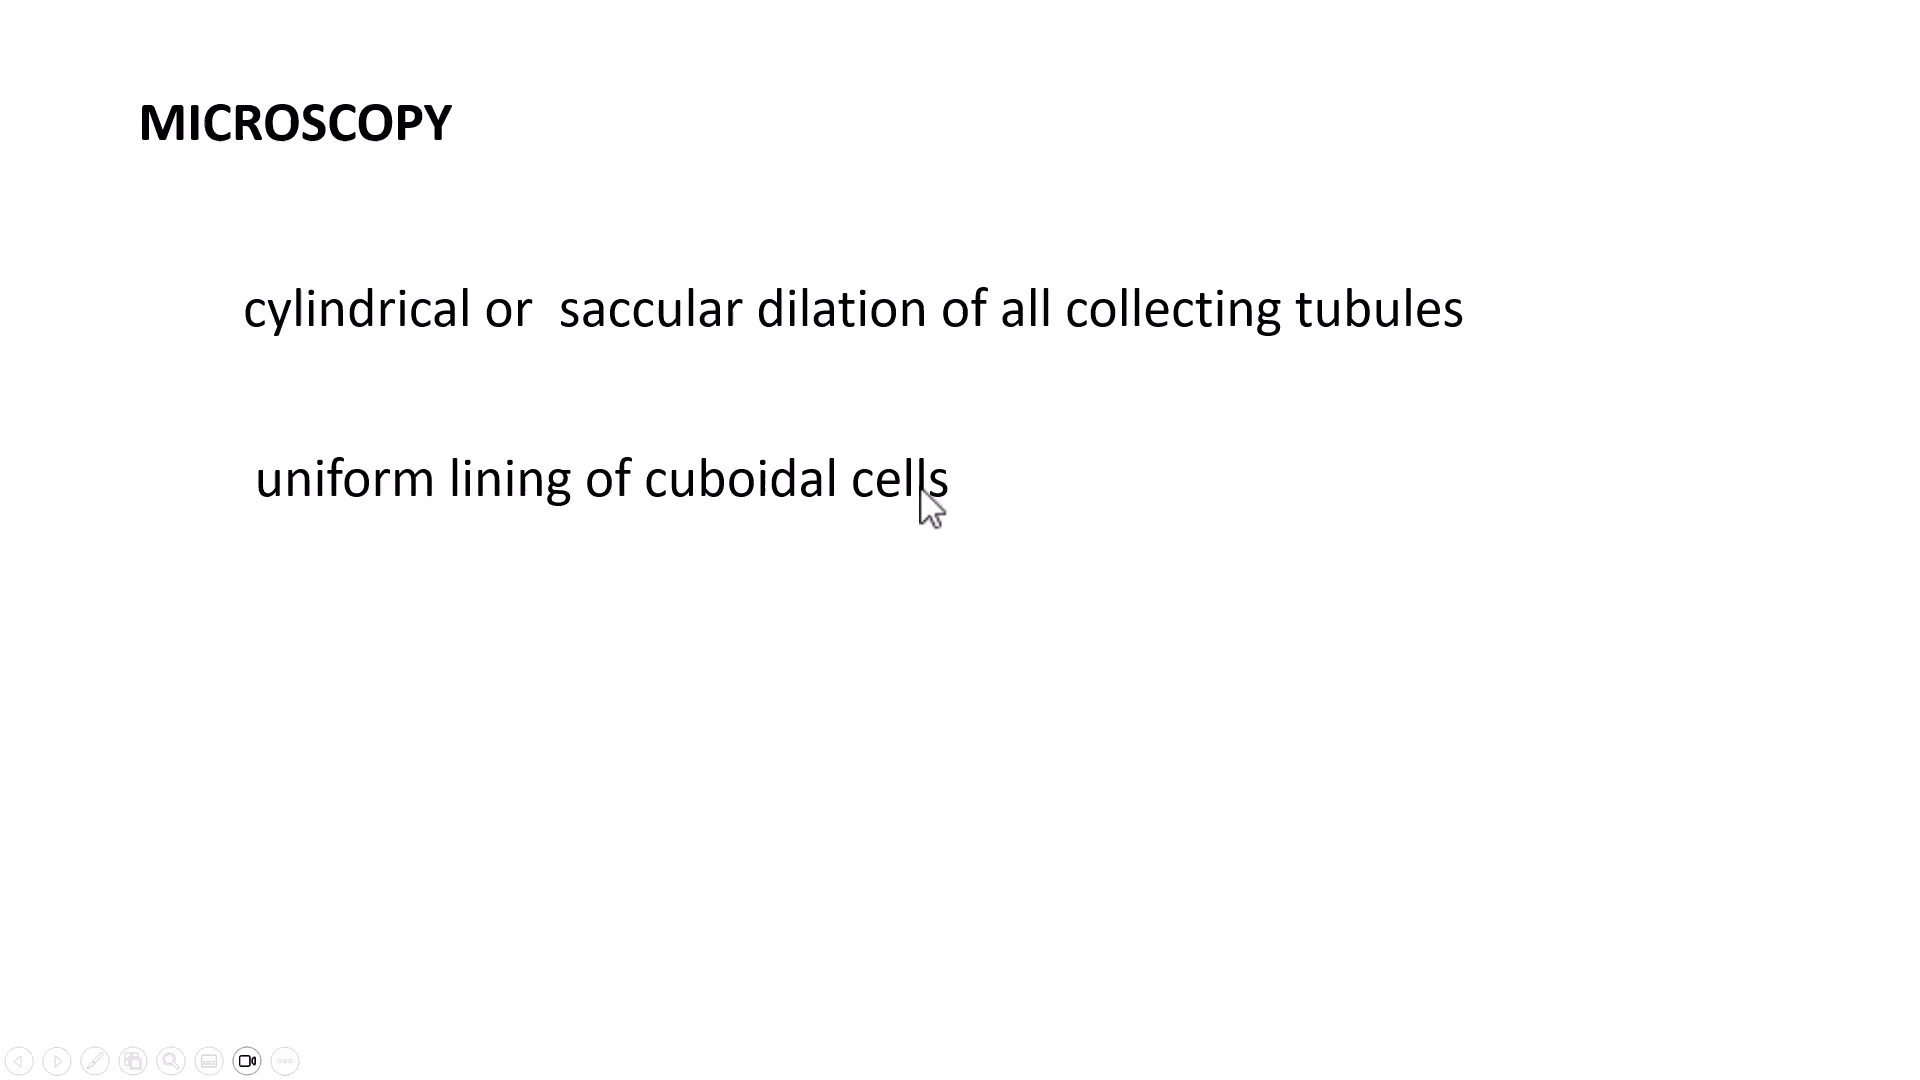 MICROSCOPY
cylindrical or  saccular dilation of all collecting tubules
uniform lining of cuboidal cells